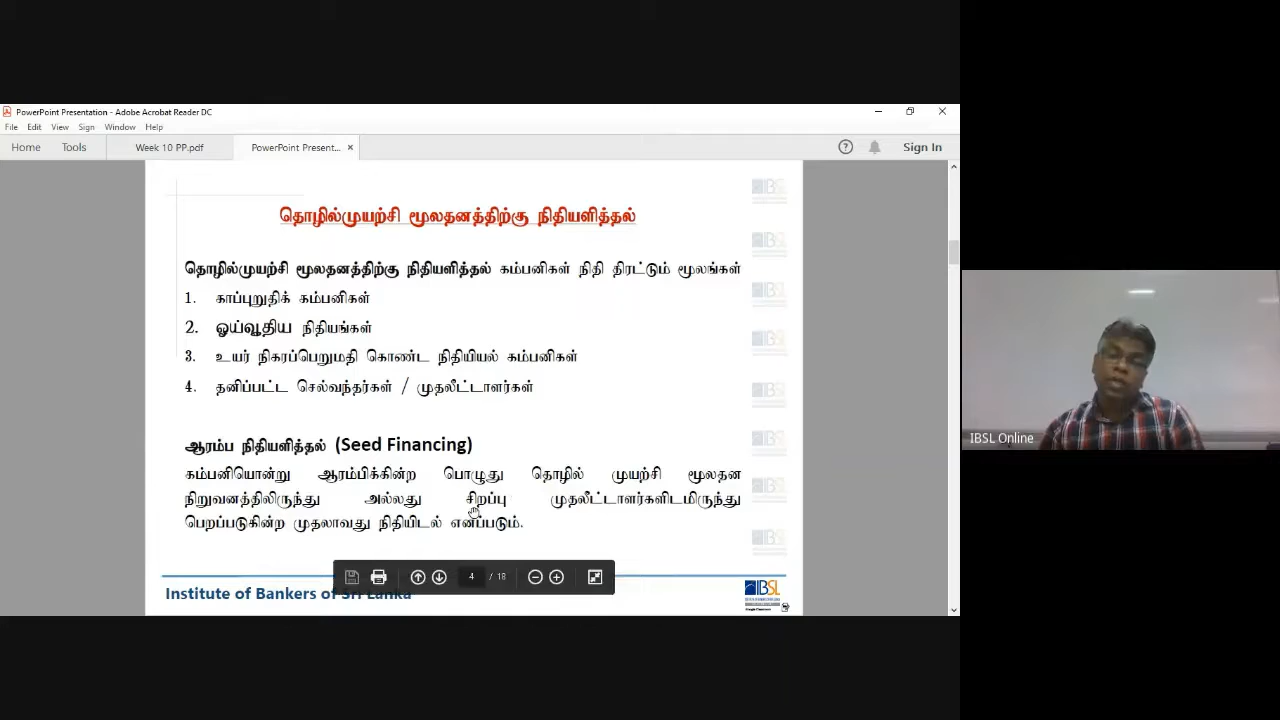 PowerPoint Presentation - Adobe Acrobat Reader DC
File Edit View Sign Window Help
Home Tools Week 10 PP.pdf PowerPoint Present... × Sign In
தொழில்முயற்சி மூலதனத்திற்கு நிதியளித்தல்
தொழில்முயற்சி மூலதனத்திற்கு நிதியளித்தல் கம்பனிகள் நிதி திரட்டும் மூலங்கள்
1. காப்புறுதிக் கம்பனிகள்
2. ஓய்வூதிய நிதியங்கள்
3. உயர் நிகரப்பெறுமதி கொண்ட நிதியியல் கம்பனிகள்
4. தனிப்பட்ட செல்வந்தர்கள் / முதலீட்டாளர்கள்
ஆரம்ப நிதியளித்தல் (Seed Financing)
கம்பனியொன்று ஆரம்பிக்கின்ற பொழுது தொழில் முயற்சி மூலதன
நிறுவனத்திலிருந்து அல்லது சிறப்பு முதலீட்டாளர்களிடமிருந்து
பெறப்படுகின்ற முதலாவது நிதியிடல் எனப்படும்.
4 / 18
Institute of Bankers of Sri Lanka
IBSL
IBSL Online